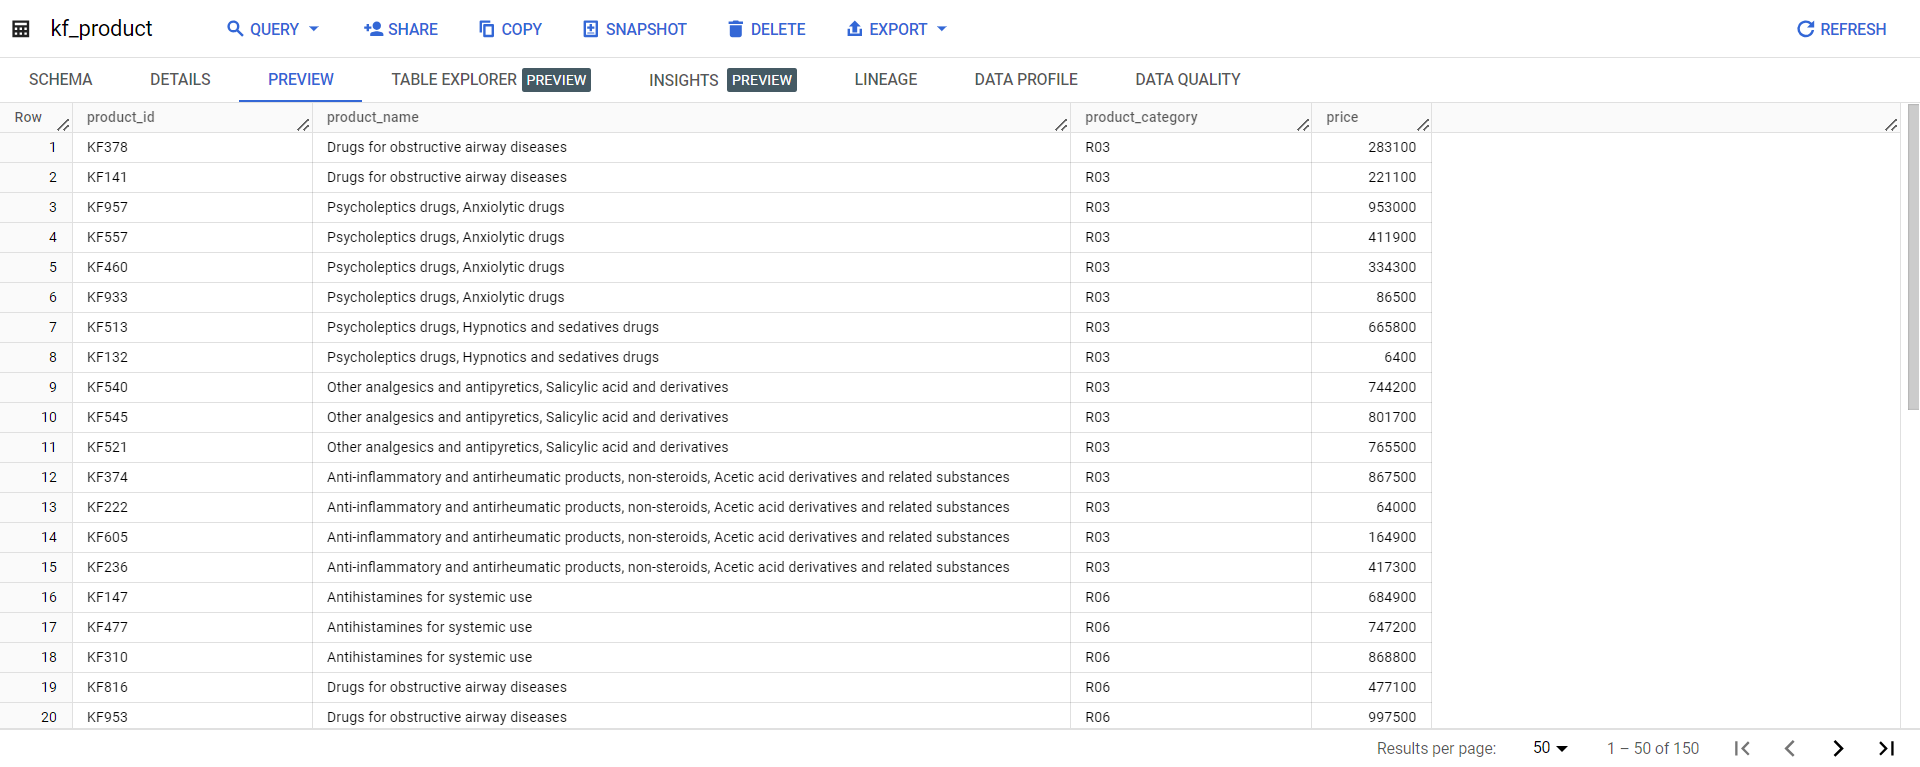 kf_product QUERY SHARE COPY SNAPSHOT DELETE EXPORT REFRESH
SCHEMA DETAILS PREVIEW TABLE EXPLORER PREVIEW INSIGHTS PREVIEW LINEAGE DATA PROFILE DATA QUALITY
Row product_id product_name product_category price
1 KF378 Drugs for obstructive airway diseases R03 283100
2 KF141 Drugs for obstructive airway diseases R03 221100
3 KF957 Psycholeptics drugs, Anxiolytic drugs R03 953000
4 KF557 Psycholeptics drugs, Anxiolytic drugs R03 411900
5 KF460 Psycholeptics drugs, Anxiolytic drugs R03 334300
6 KF933 Psycholeptics drugs, Anxiolytic drugs R03 86500
7 KF513 Psycholeptics drugs, Hypnotics and sedatives drugs R03 665800
8 KF132 Psycholeptics drugs, Hypnotics and sedatives drugs R03 6400
9 KF540 Other analgesics and antipyretics, Salicylic acid and derivatives R03 744200
10 KF545 Other analgesics and antipyretics, Salicylic acid and derivatives R03 801700
11 KF521 Other analgesics and antipyretics, Salicylic acid and derivatives R03 765500
12 KF374 Anti-inflammatory and antirheumatic products, non-steroids, Acetic acid derivatives and related substances R03 867500
13 KF222 Anti-inflammatory and antirheumatic products, non-steroids, Acetic acid derivatives and related substances R03 64000
14 KF605 Anti-inflammatory and antirheumatic products, non-steroids, Acetic acid derivatives and related substances R03 164900
15 KF236 Anti-inflammatory and antirheumatic products, non-steroids, Acetic acid derivatives and related substances R03 417300
16 KF147 Antihistamines for systemic use R06 684900
17 KF477 Antihistamines for systemic use R06 747200
18 KF310 Antihistamines for systemic use R06 868800
19 KF816 Drugs for obstructive airway diseases R06 477100
20 KF953 Drugs for obstructive airway diseases R06 997500
Results per page: 50 1 – 50 of 150